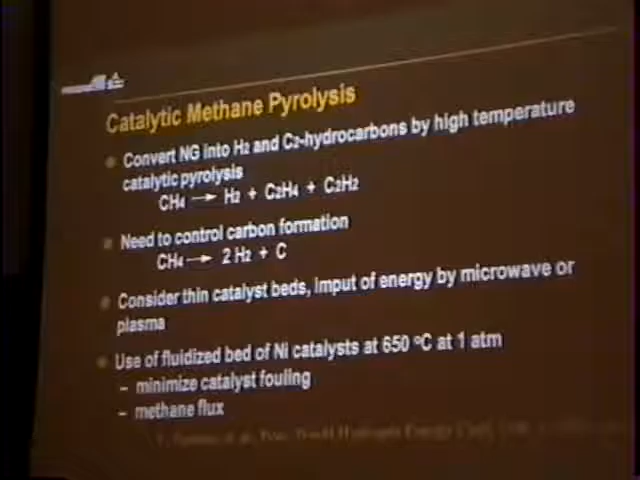 Catalytic Methane Pyrolysis
Convert NG into H2 and C2-hydrocarbons by high temperature
catalytic pyrolysis
CH4 → H2 + C2H4 + C2H2
Need to control carbon formation
CH4 → 2 H2 + C
Consider thin catalyst beds, imput of energy by microwave or
plasma
Use of fluidized bed of Ni catalysts at 650 °C at 1 atm
– minimize catalyst fouling
– methane flux
Hydrogen Energy